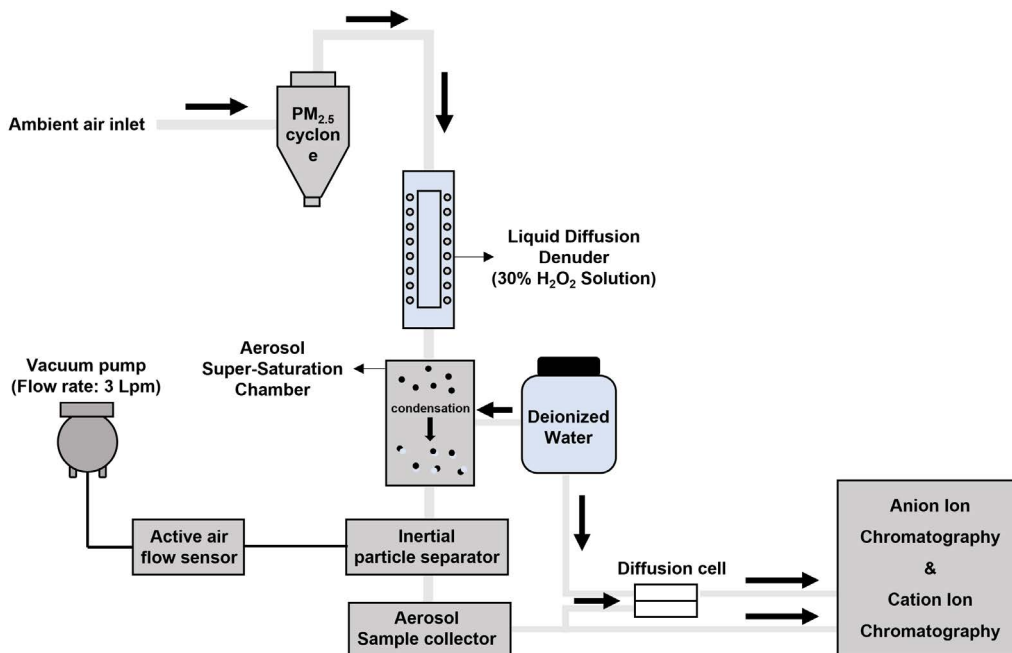 Ambient air inlet
PM2.5
cyclon
e
Liquid Diffusion
Denuder
(30% H2O2 Solution)
Aerosol
Super-Saturation
Chamber
Vacuum pump
(Flow rate: 3 Lpm)
condensation
Deionized
Water
Active air
flow sensor
Inertial
particle separator
Diffusion cell
Aerosol
Sample collector
Anion Ion
Chromatography
&
Cation Ion
Chromatography